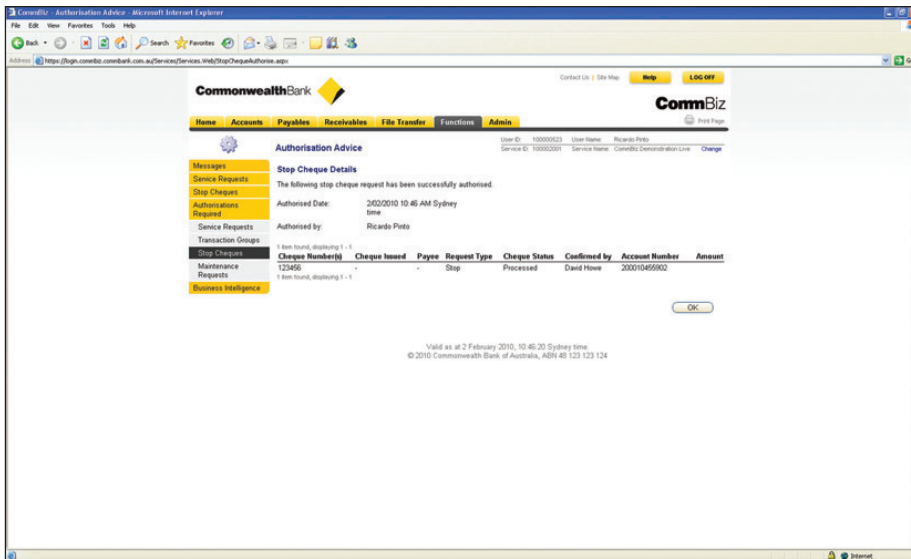 CommBiz - Authorisation Advice - Microsoft Internet Explorer
File Edit View Favorites Tools Help
Back Search Favorites
Address https://login.commbiz.commbank.com.au/Services/Services.Web/StopChequeAuthorise.aspx
CommonwealthBank
Contact Us / Site Map Help LOG OFF
CommBiz
Home Accounts Payables Receivables File Transfer Functions Admin
Print Page
User ID: 100000523 User Name Ricardo Pinto
Service ID: 100002001 Service Name CommBiz Demonstration Live Change
Authorisation Advice
Messages
Service Requests
Stop Cheques
Authorisations Required
Service Requests
Transaction Groups
Stop Cheques
Maintenance Requests
Business Intelligence
Stop Cheque Details
The following stop cheque request has been successfully authorised.
Authorised Date: 2/02/2010 10:46 AM Sydney time
Authorised by: Ricardo Pinto
1 item found, displaying 1 - 1
Cheque Number(s) Cheque Issued Payee Request Type Cheque Status Confirmed by Account Number Amount
123456 - - Stop Processed David Howe 200010455902
1 item found, displaying 1 - 1
OK
Valid as at 2 February 2010, 10:46:20 Sydney time.
© 2010 Commonwealth Bank of Australia, ABN 48 123 123 124
Internet